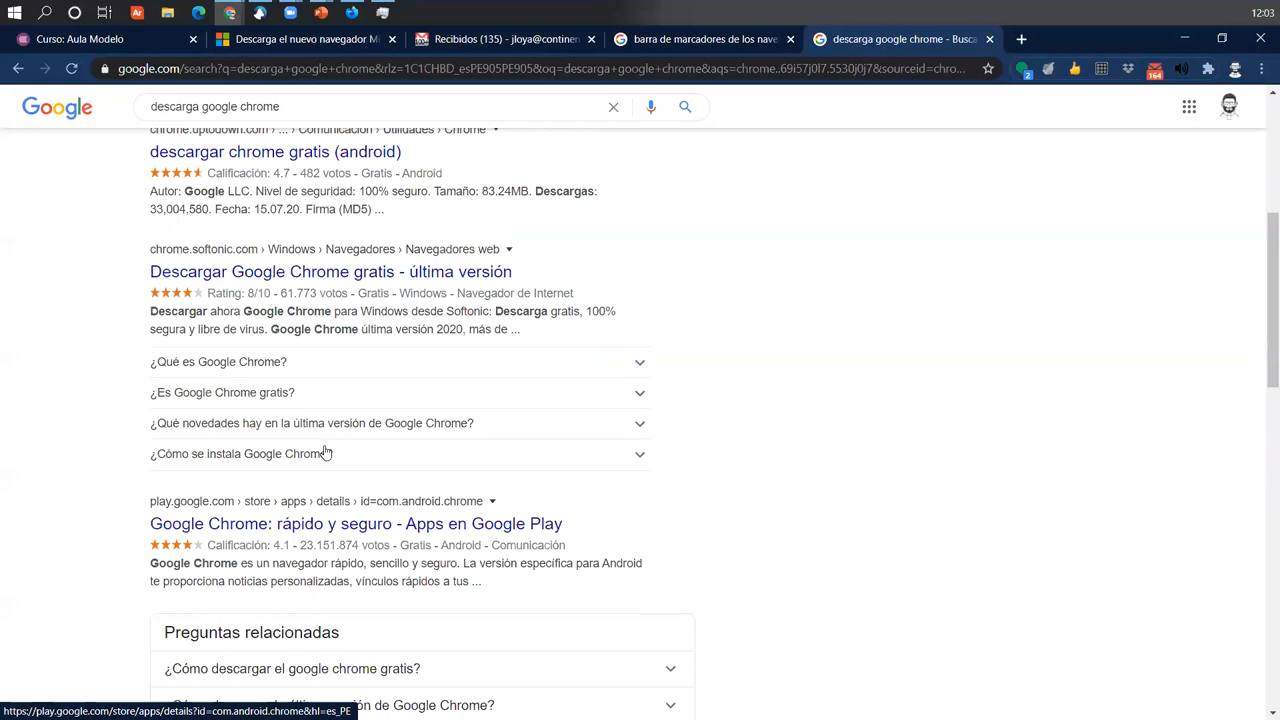 12:03
Curso: Aula Modelo
Descarga el nuevo navegador Mi
Recibidos (135) - jloya@continen
barra de marcadores de los nave
descarga google chrome - Busca
google.com/search?q=descarga+google+chrome&rlz=1C1CHBD_esPE905PE905&oq=descarga+google+chrome&aqs=chrome..69i57j0l7.5530j0j7&sourceid=chro...
2
164
Google
descarga google chrome
chrome.uptodown.com › ... › Comunicación › Utilidades › Chrome
descargar chrome gratis (android)
Calificación: 4.7 - 482 votos - Gratis - Android
Autor: Google LLC. Nivel de seguridad: 100% seguro. Tamaño: 83.24MB. Descargas:
33,004,580. Fecha: 15.07.20. Firma (MD5) ...
chrome.softonic.com › Windows › Navegadores › Navegadores web
Descargar Google Chrome gratis - última versión
Rating: 8/10 - 61.773 votos - Gratis - Windows - Navegador de Internet
Descargar ahora Google Chrome para Windows desde Softonic: Descarga gratis, 100%
segura y libre de virus. Google Chrome última versión 2020, más de ...
¿Qué es Google Chrome?
¿Es Google Chrome gratis?
¿Qué novedades hay en la última versión de Google Chrome?
¿Cómo se instala Google Chrome
play.google.com › store › apps › details › id=com.android.chrome
Google Chrome: rápido y seguro - Apps en Google Play
Calificación: 4.1 - 23.151.874 votos - Gratis - Android - Comunicación
Google Chrome es un navegador rápido, sencillo y seguro. La versión específica para Android
te proporciona noticias personalizadas, vínculos rápidos a tus ...
Preguntas relacionadas
¿Cómo descargar el google chrome gratis?
ón de Google Chrome?
https://play.google.com/store/apps/details?id=com.android.chrome&hl=es_PE